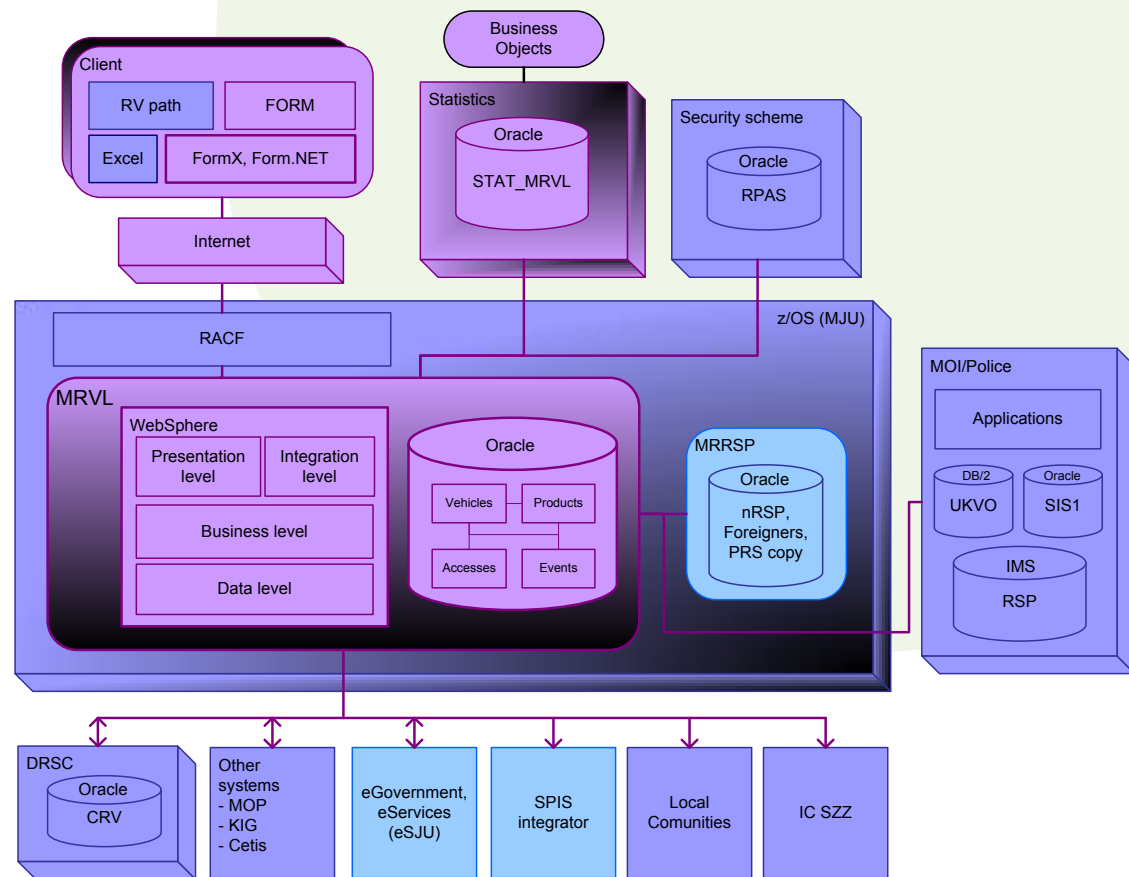 Business
Objects
Client
RV path
FORM
Excel
FormX, Form.NET
Statistics
Oracle
STAT_MRVL
Security scheme
Oracle
RPAS
Internet
z/OS (MJU)
RACF
MRVL
WebSphere
Presentation
level
Integration
level
Business level
Data level
Oracle
Vehicles
Products
Accesses
Events
MRRSP
Oracle
nRSP,
Foreigners,
PRS copy
MOI/Police
Applications
DB/2
UKVO
Oracle
SIS1
IMS
RSP
DRSC
Oracle
CRV
Other
systems
- MOP
- KIG
- Cetis
eGovernment,
eServices
(eSJU)
SPIS
integrator
Local
Comunities
IC SZZ